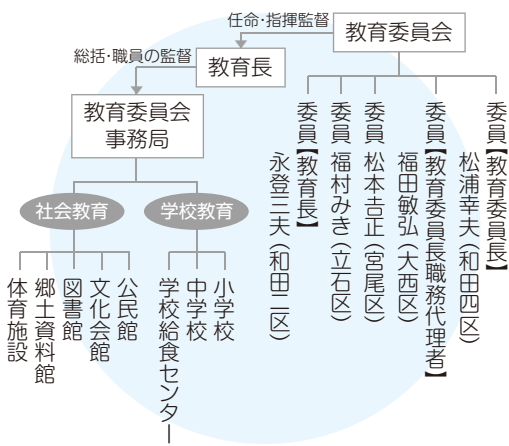 教育委員会
任命・指揮監督
教育長
総括・職員の監督
教育委員会
事務局
委員【教育委員長】
松浦幸夫（和田四区）
委員【教育委員長職務代理者】
福田敏弘（大西区）
委員
松本吉正（宮尾区）
委員
福村みき（立石区）
委員【教育長】
永登三夫（和田二区）
学校教育
小学校
中学校
学校給食センター
社会教育
公民館
文化会館
図書館
郷土資料館
体育施設